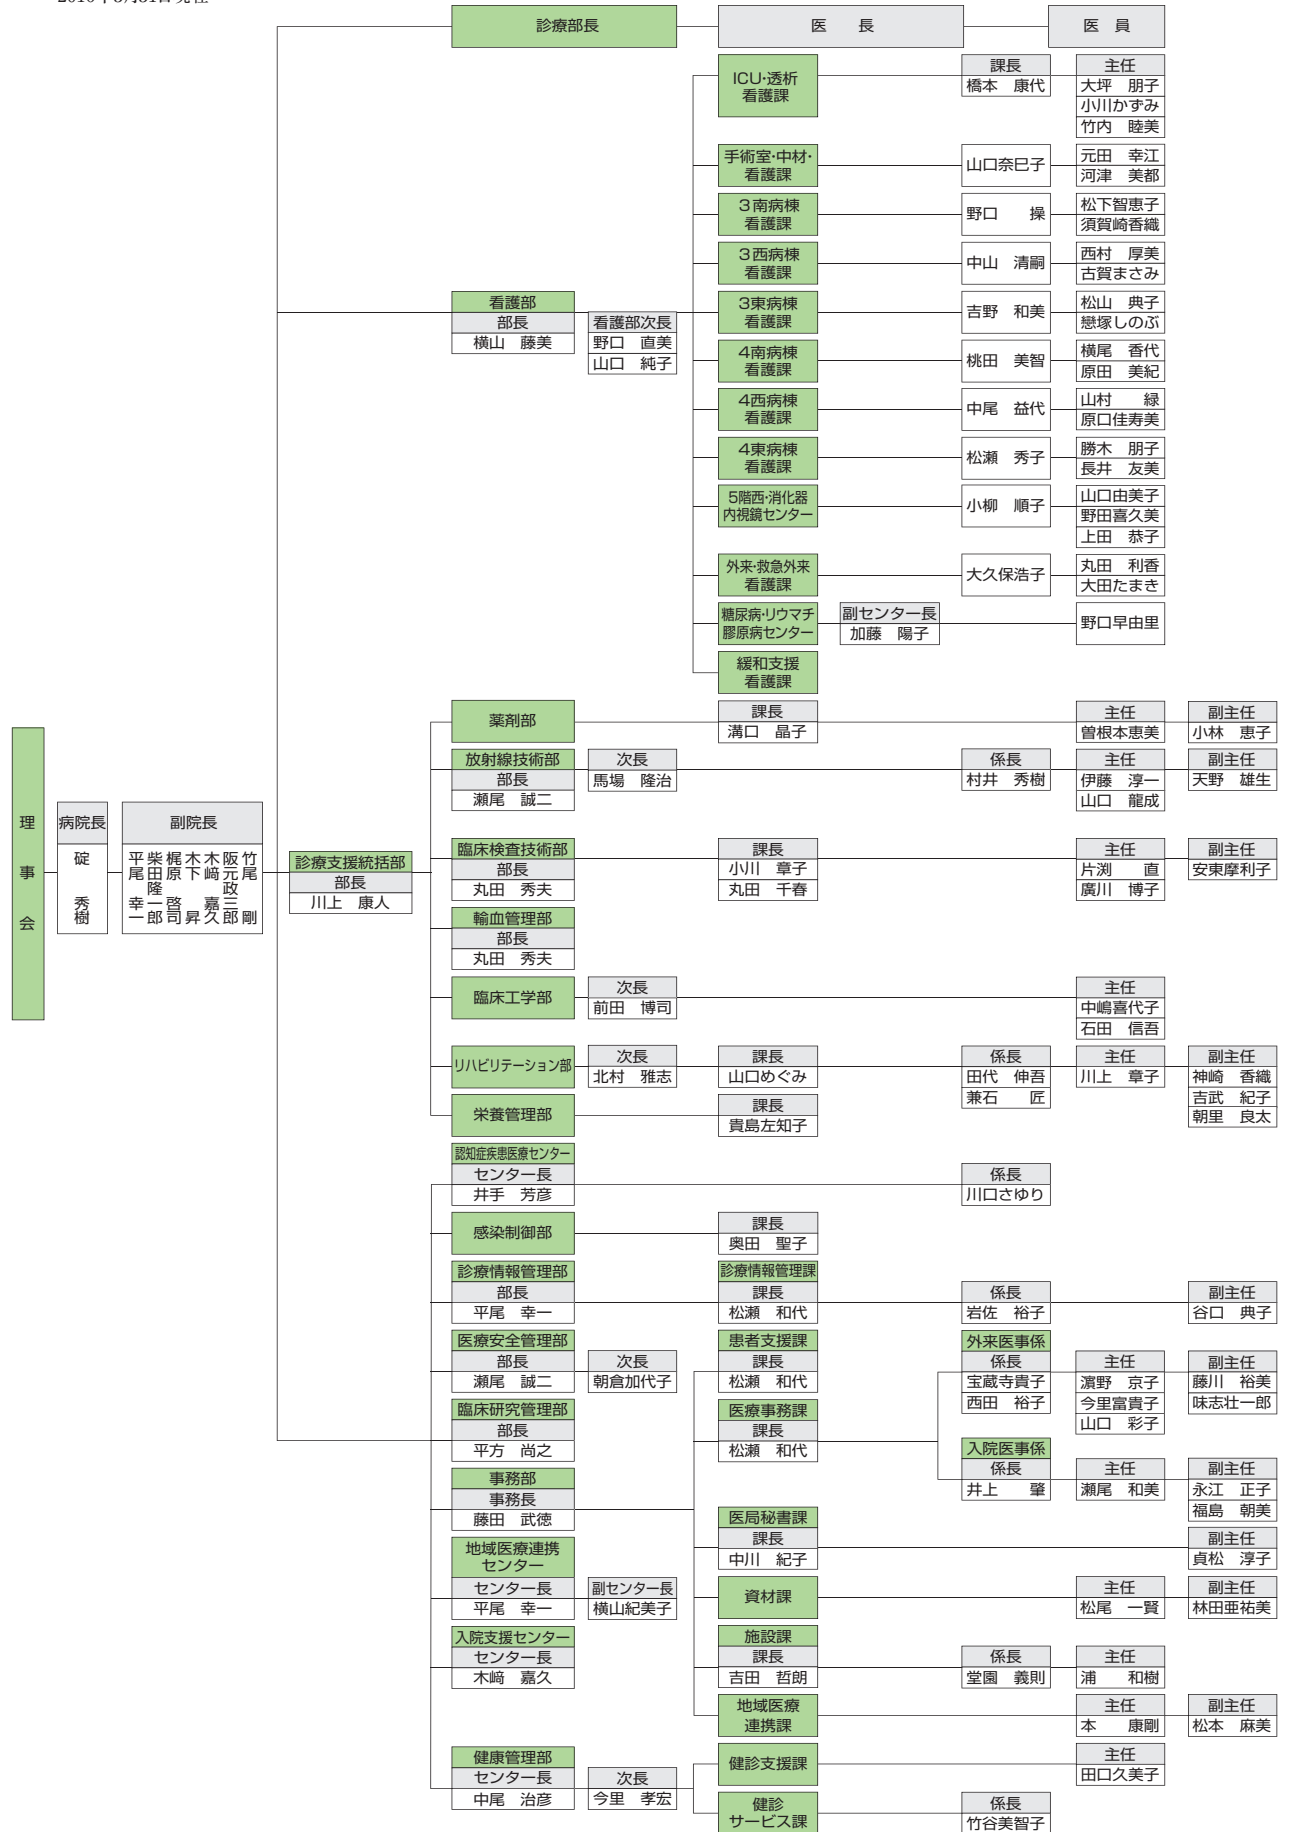 診療部長
医　長
医　員
ICU・透析
看護課
課長
橋本　康代
主任
大坪　朋子
小川かずみ
竹内　睦美
手術室・中材・
看護課
山口奈巳子
元田　幸江
河津　美都
3南病棟
看護課
野口　操
松下智恵子
須賀崎香織
3西病棟
看護課
中山　清嗣
西村　厚美
古賀まさみ
看護部
部長
横山　藤美
看護部次長
野口　直美
山口　純子
3東病棟
看護課
吉野　和美
松山　典子
戀塚しのぶ
4南病棟
看護課
桃田　美智
横尾　香代
原田　美紀
4西病棟
看護課
中尾　益代
山村　緑
原口佳寿美
4東病棟
看護課
松瀬　秀子
勝木　朋子
長井　友美
5階西・消化器
内視鏡センター
小柳　順子
山口由美子
野田喜久美
上田　恭子
外来・救急外来
看護課
大久保浩子
丸田　利香
大田たまき
糖尿病・リウマチ
膠原病センター
副センター長
加藤　陽子
野口早由里
緩和支援
看護課
理事会
病院長
碇　秀樹
副院長
竹尾　剛
阪元　政三郎
木﨑　嘉久
木下　昇
梶原　啓司
柴田　隆一郎
平尾　幸一
診療支援統括部
部長
川上　康人
薬剤部
課長
溝口　晶子
主任
曽根本恵美
副主任
小林　恵子
放射線技術部
部長
瀬尾　誠二
次長
馬場　隆治
係長
村井　秀樹
主任
伊藤　淳一
山口　龍成
副主任
天野　雄生
臨床検査技術部
部長
丸田　秀夫
課長
小川　章子
丸田　千春
主任
片渕　直
廣川　博子
副主任
安東摩利子
輸血管理部
部長
丸田　秀夫
臨床工学部
次長
前田　博司
主任
中嶋喜代子
石田　信吾
リハビリテーション部
次長
北村　雅志
課長
山口めぐみ
係長
田代　伸吾
兼石　匠
主任
川上　章子
副主任
神崎　香織
吉武　紀子
朝里　良太
栄養管理部
課長
貴島左知子
認知症疾患医療センター
センター長
井手　芳彦
係長
川口さゆり
感染制御部
課長
奥田　聖子
診療情報管理部
部長
平尾　幸一
診療情報管理課
課長
松瀬　和代
係長
岩佐　裕子
副主任
谷口　典子
医療安全管理部
部長
瀬尾　誠二
次長
朝倉加代子
患者支援課
課長
松瀬　和代
外来医事係
係長
宝蔵寺貴子
西田　裕子
主任
濵野　京子
今里富貴子
山口　彩子
副主任
藤川　裕美
味志壮一郎
臨床研究管理部
部長
平方　尚之
医療事務課
課長
松瀬　和代
入院医事係
係長
井上　肇
主任
瀬尾　和美
副主任
永江　正子
福島　朝美
事務部
事務長
藤田　武徳
医局秘書課
課長
中川　紀子
副主任
貞松　淳子
地域医療連携
センター
センター長
平尾　幸一
副センター長
横山紀美子
資材課
主任
松尾　一賢
副主任
林田亜祐美
入院支援センター
センター長
木﨑　嘉久
施設課
課長
吉田　哲朗
係長
堂園　義則
主任
浦　和樹
地域医療
連携課
主任
本　康剛
副主任
松本　麻美
健康管理部
センター長
中尾　治彦
次長
今里　孝宏
健診支援課
主任
田口久美子
健診
サービス課
係長
竹谷美智子